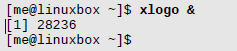 [me@linuxbox ~]$ xlogo &
[1] 28236
[me@linuxbox ~]$